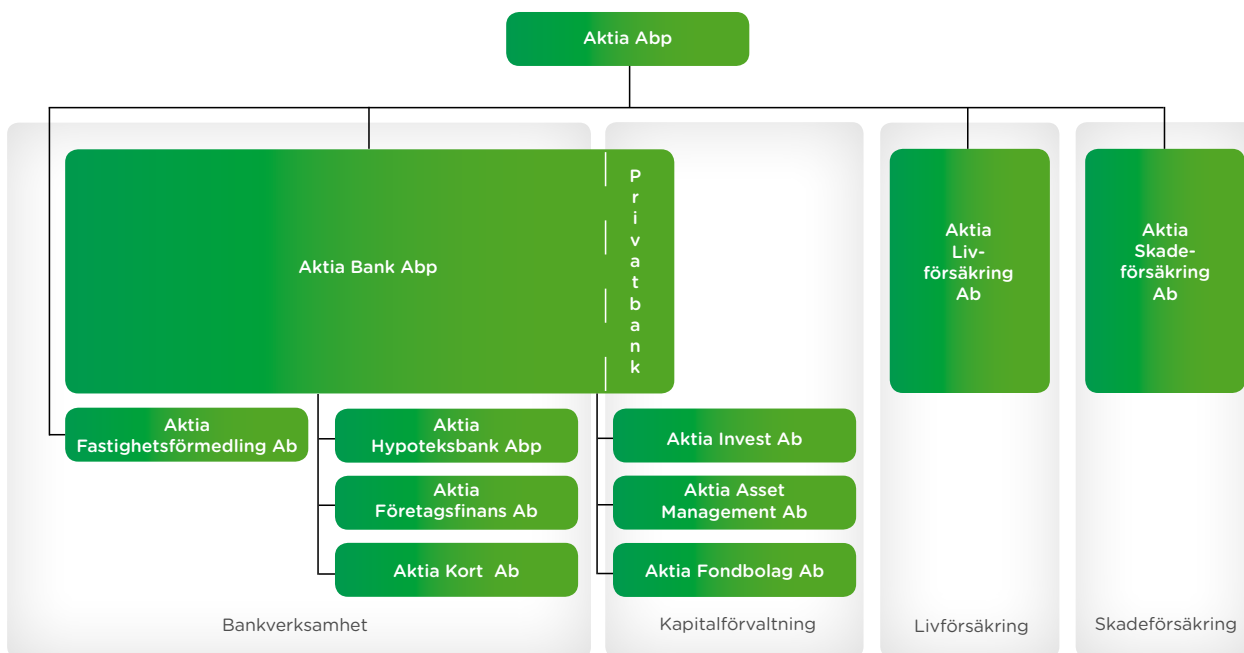 Aktia Abp
Aktia Bank Abp
Privatbank
Aktia
Liv-
försäkring
Ab
Aktia
Skade-
försäkring
Ab
Aktia
Fastighetsförmedling Ab
Aktia
Hypoteksbank Abp
Aktia Invest Ab
Aktia
Företagsfinans Ab
Aktia Asset
Management Ab
Aktia Kort Ab
Aktia Fondbolag Ab
Bankverksamhet
Kapitalförvaltning
Livförsäkring
Skadeförsäkring